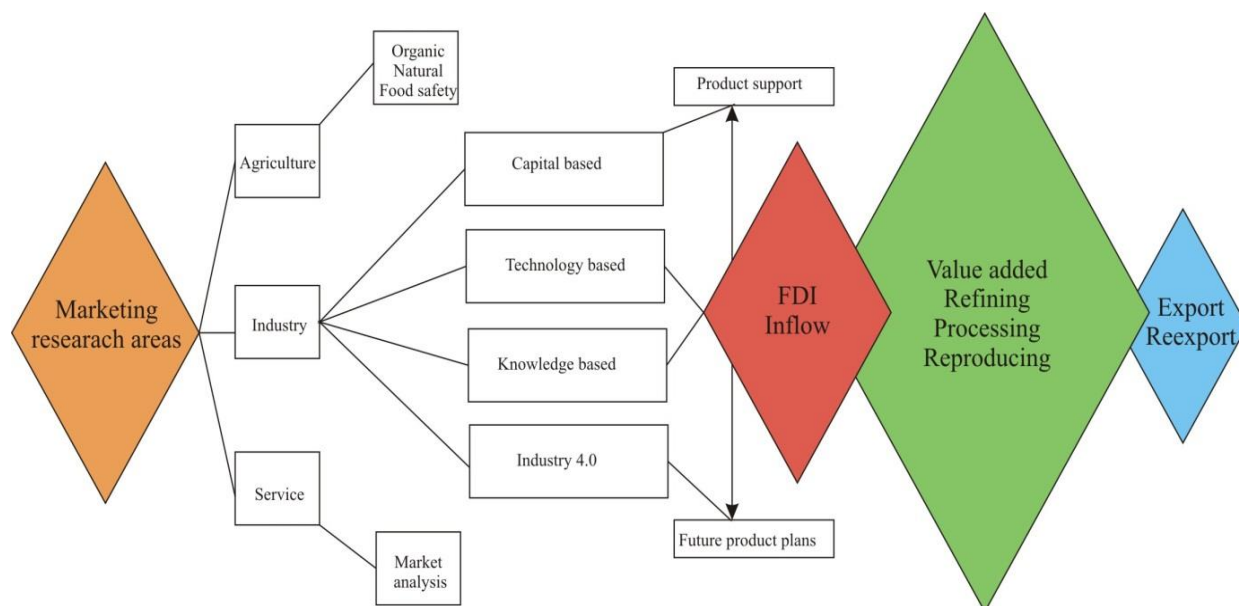 Organic
Natural
Food safety
Product support
Agriculture
Capital based
Marketing
researach areas
Technology based
Industry
FDI
Inflow
Value added
Refining
Processing
Reproducing
Export
Reexport
Knowledge based
Industry 4.0
Service
Future product plans
Market
analysis